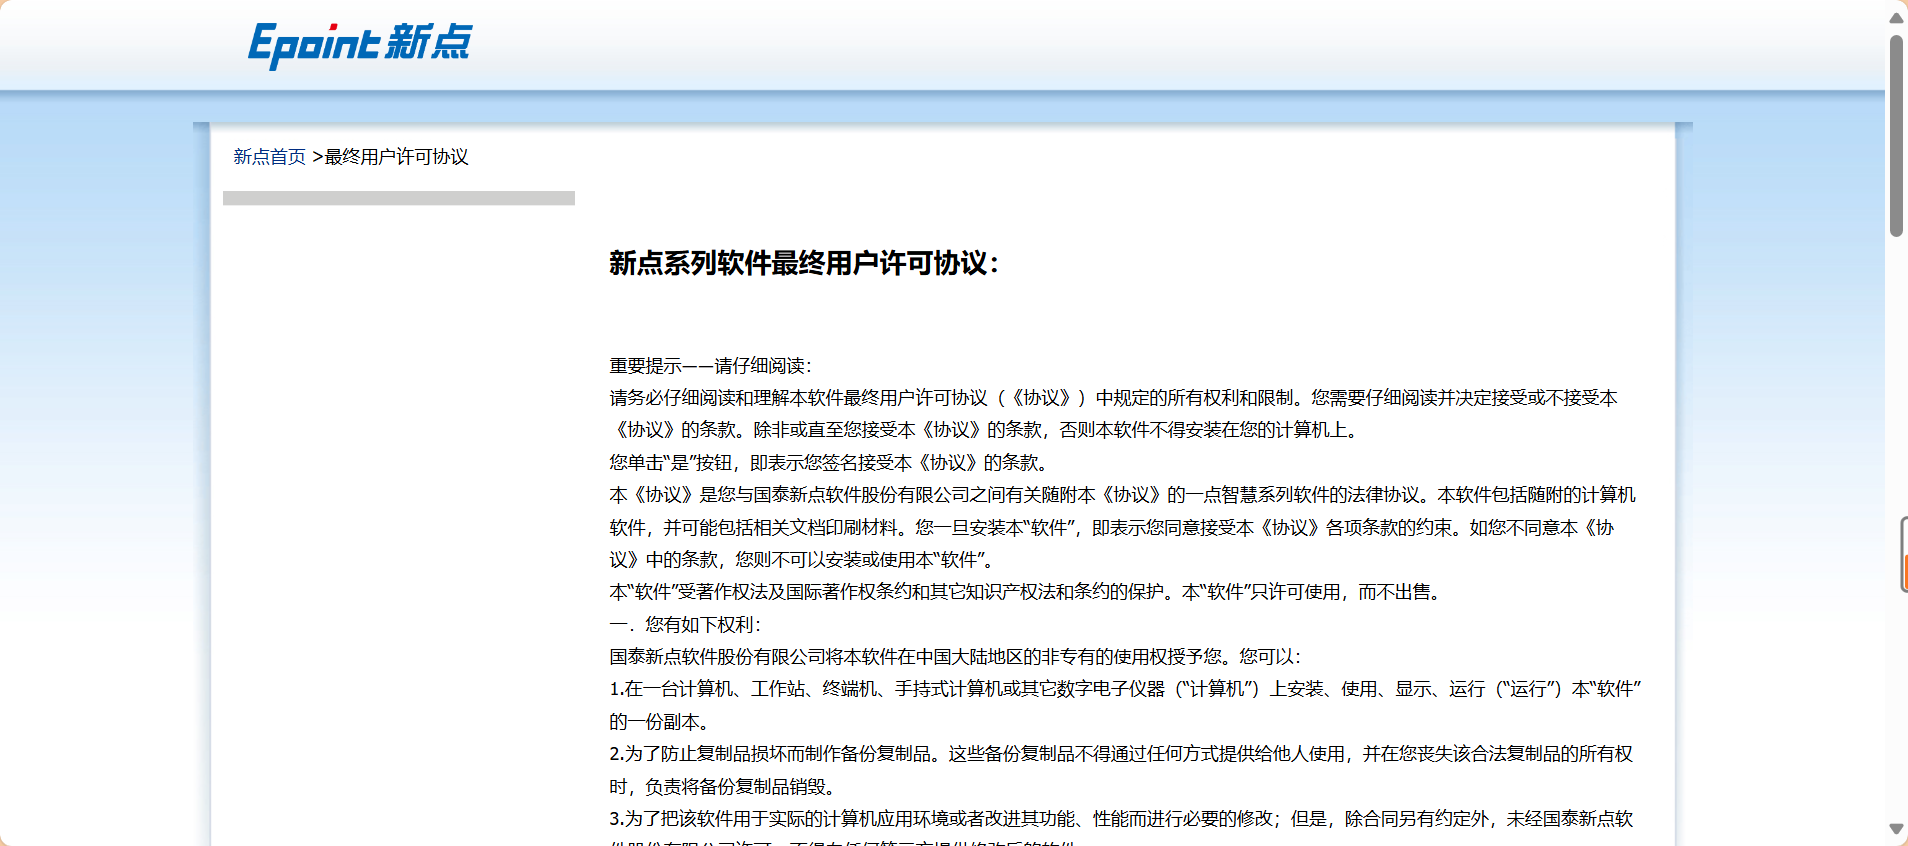 Epoint 新点
新点首页 >最终用户许可协议
新点系列软件最终用户许可协议：
重要提示——请仔细阅读：
请务必仔细阅读和理解本软件最终用户许可协议（《协议》）中规定的所有权利和限制。您需要仔细阅读并决定接受或不接受本
《协议》的条款。除非或直至您接受本《协议》的条款，否则本软件不得安装在您的计算机上。
您单击“是”按钮，即表示您签名接受本《协议》的条款。
本《协议》是您与国泰新点软件股份有限公司之间有关随附本《协议》的一点智慧系列软件的法律协议。本软件包括随附的计算机
软件，并可能包括相关文档印刷材料。您一旦安装本“软件”，即表示您同意接受本《协议》各项条款的约束。如您不同意本《协
议》中的条款，您则不可以安装或使用本“软件”。
本“软件”受著作权法及国际著作权条约和其它知识产权法和条约的保护。本“软件”只许可使用，而不出售。
一．您有如下权利：
国泰新点软件股份有限公司将本软件在中国大陆地区的非专有的使用权授予您。您可以：
1.在一台计算机、工作站、终端机、手持式计算机或其它数字电子仪器（“计算机”）上安装、使用、显示、运行（“运行”）本“软件”
的一份副本。
2.为了防止复制品损坏而制作备份复制品。这些备份复制品不得通过任何方式提供给他人使用，并在您丧失该合法复制品的所有权
时，负责将备份复制品销毁。
3.为了把该软件用于实际的计算机应用环境或者改进其功能、性能而进行必要的修改；但是，除合同另有约定外，未经国泰新点软